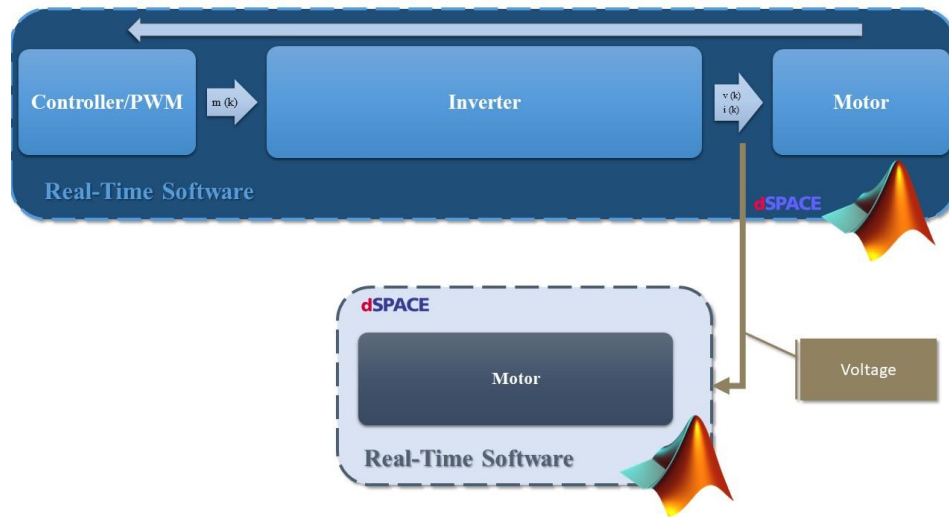 Controller/PWM
m (k)
Inverter
v (k)
i (k)
Motor
Real-Time Software
dSPACE
dSPACE
Motor
Voltage
Real-Time Software